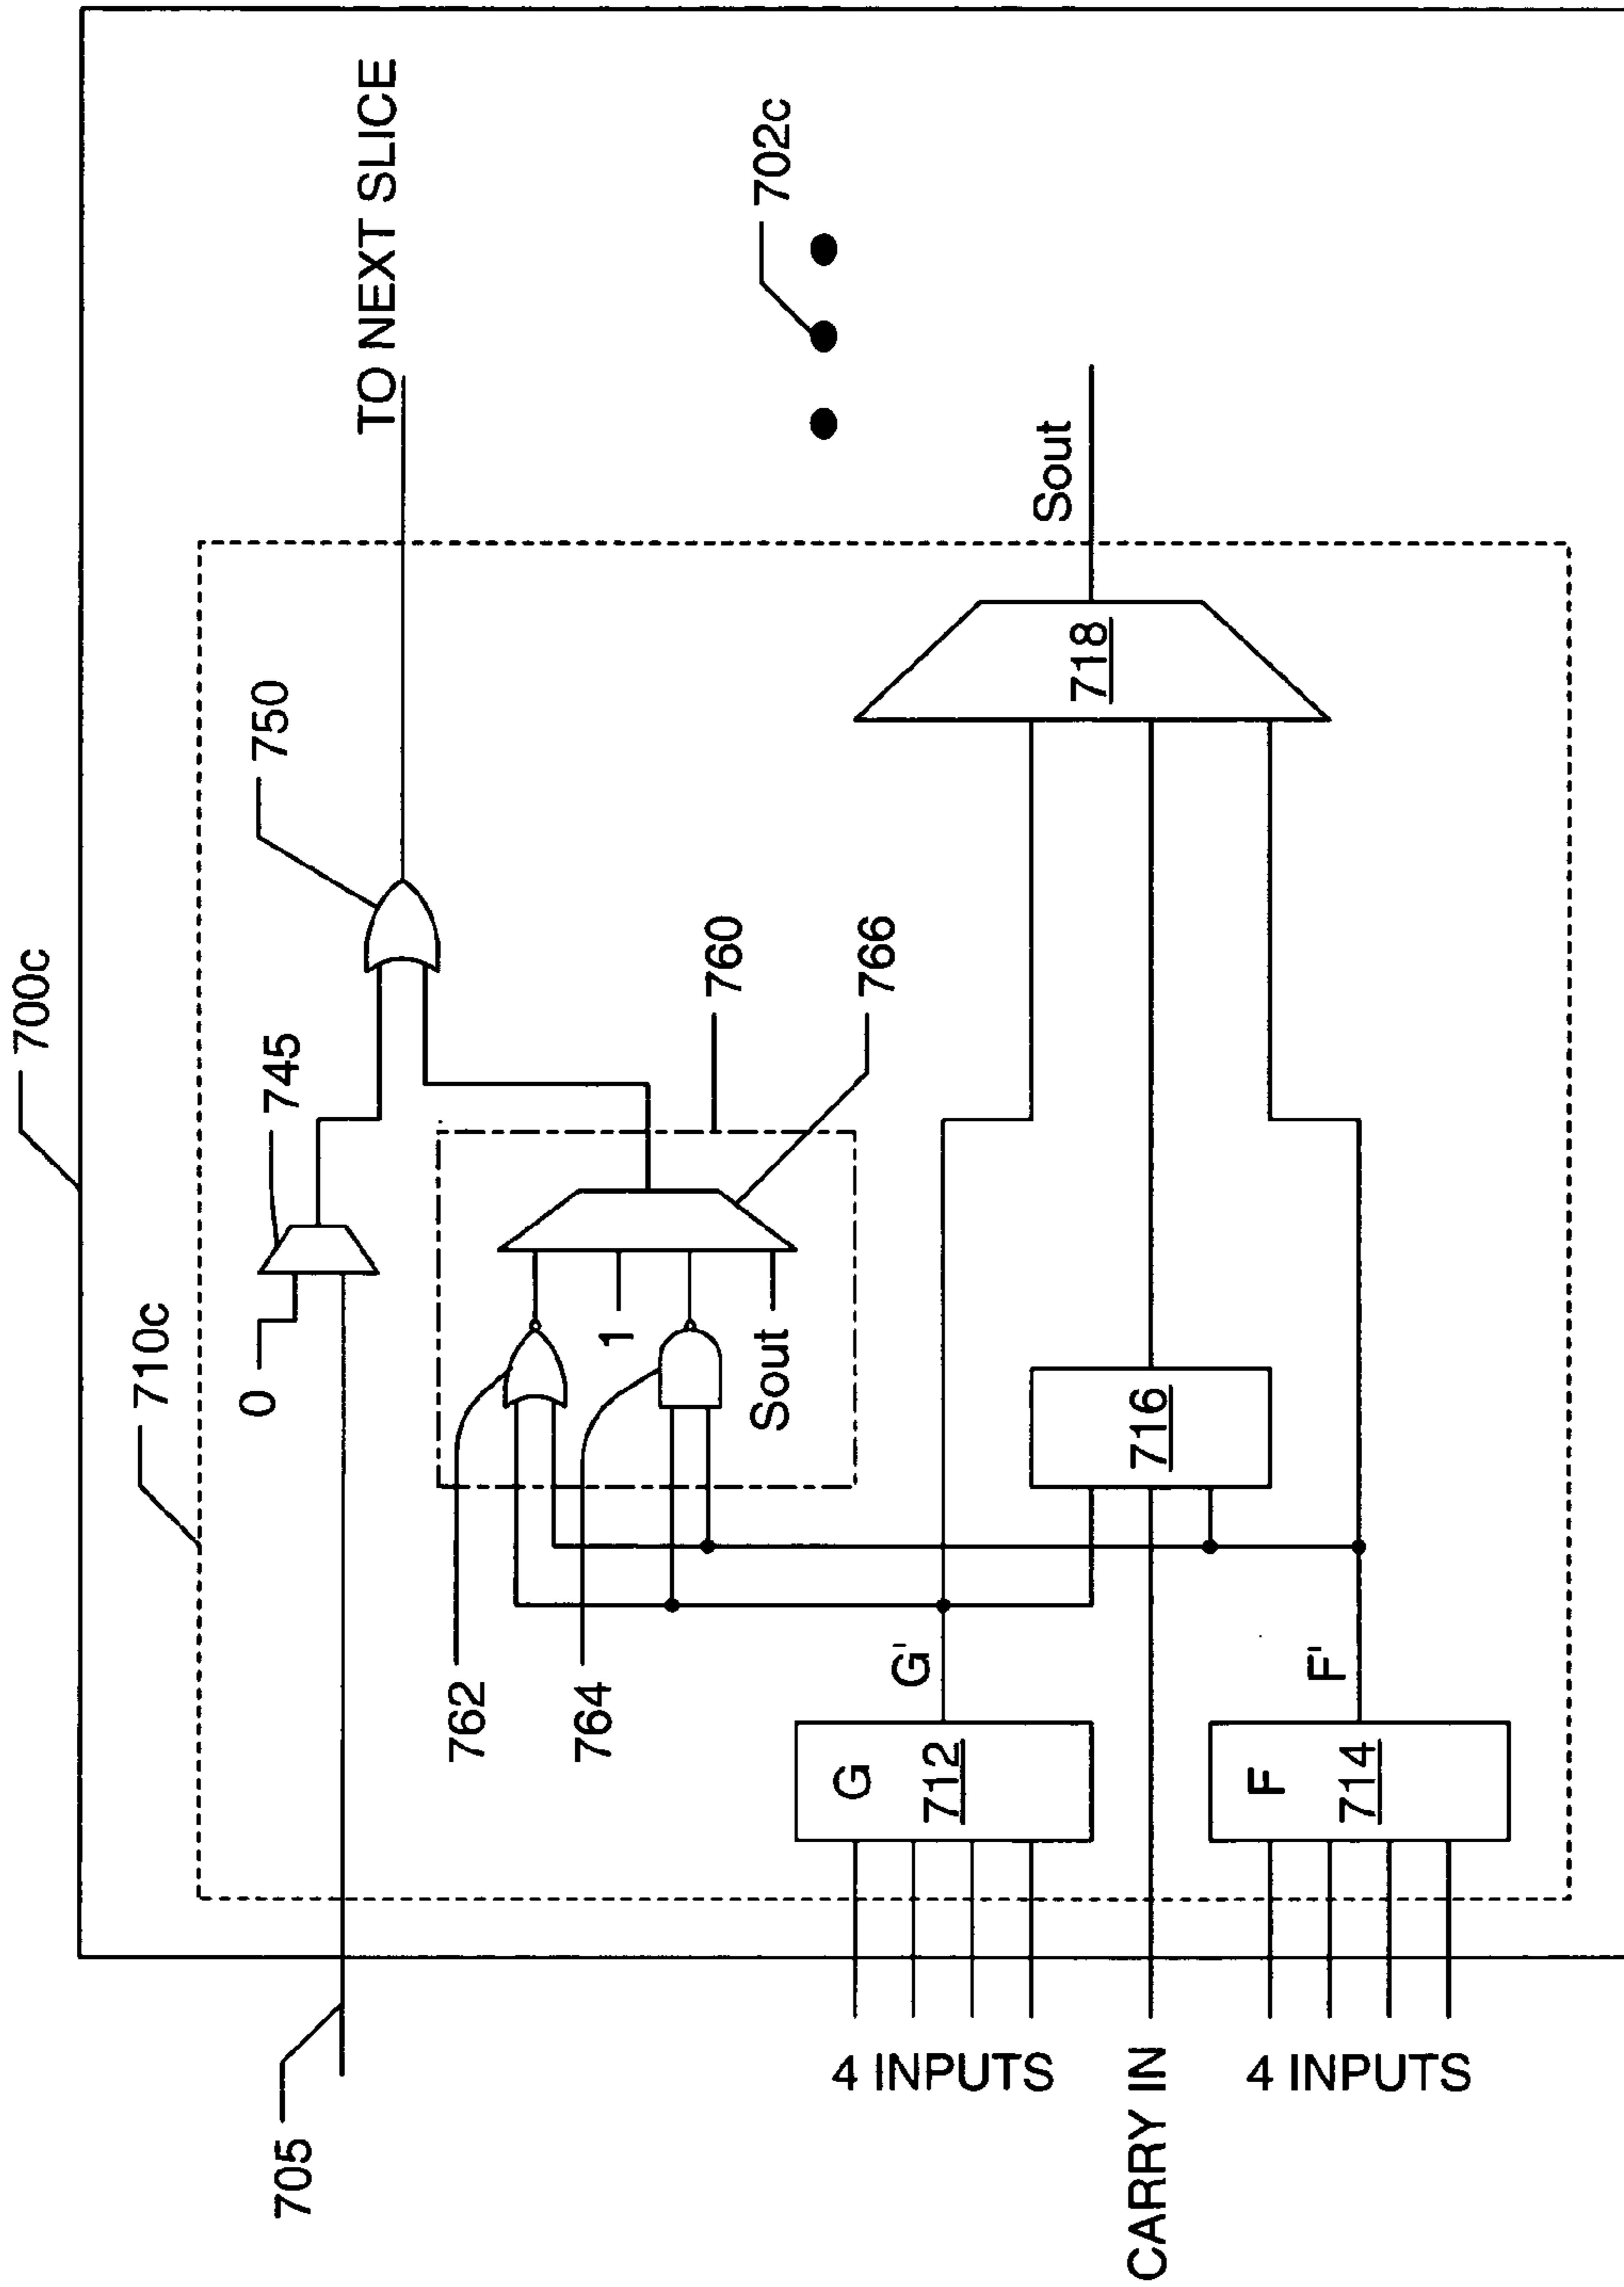 700c
710c
705
0
745
750
TO NEXT SLICE
762
764
1
Sout
760
766
702c
4 INPUTS
G
712
G'
CARRY IN
716
718
Sout
4 INPUTS
F
714
F'